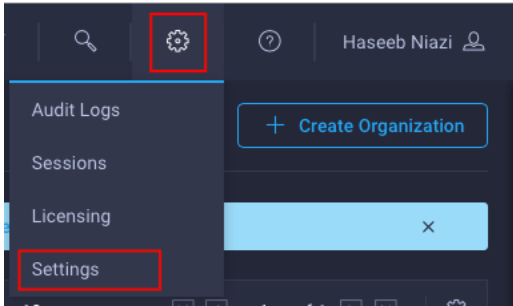 Haseeb Niazi
Audit Logs
+ Create Organization
Sessions
Licensing
Settings